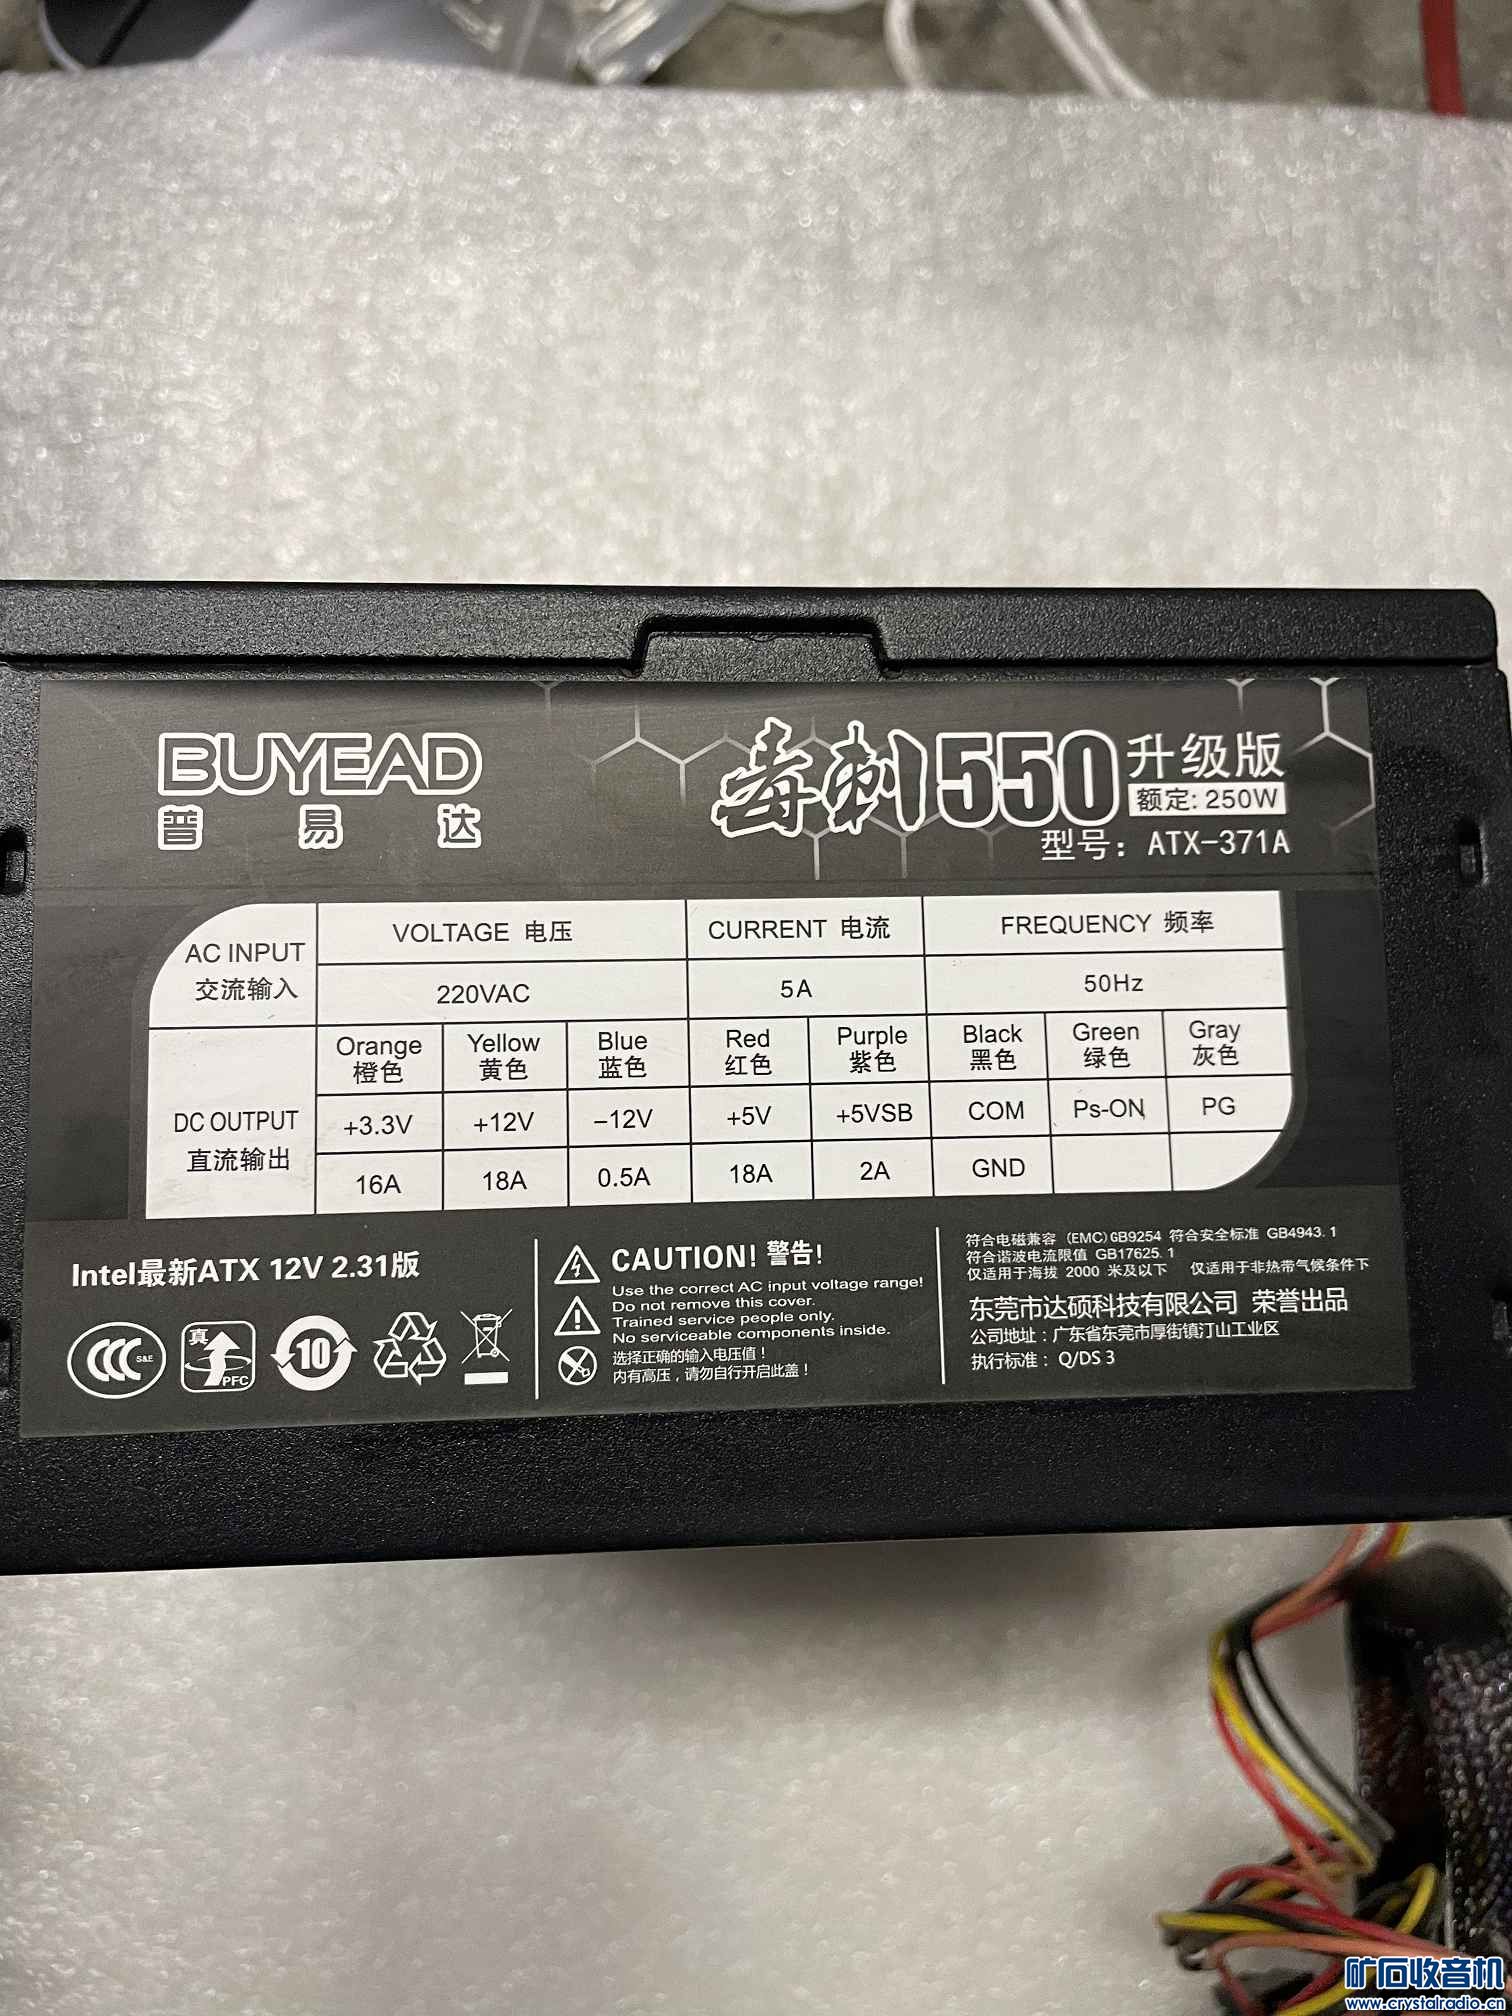 BUYEAD
普易达
毒刺550 升级版
额定: 250W
型号：ATX-371A
AC INPUT 交流输入
VOLTAGE 电压 CURRENT 电流 FREQUENCY 频率
220VAC 5A 50Hz
DC OUTPUT 直流输出
Orange Yellow Blue Red Purple Black Green Gray
橙色 黄色 蓝色 红色 紫色 黑色 绿色 灰色
+3.3V +12V −12V +5V +5VSB COM Ps-ON PG
16A 18A 0.5A 18A 2A GND
Intel最新ATX 12V 2.31版
CCC S&E 真 PFC 10
CAUTION! 警告!
Use the correct AC input voltage range!
Do not remove this cover.
Trained service people only.
No serviceable components inside.
选择正确的输入电压值！
内有高压，请勿自行开启此盖！
符合电磁兼容 (EMC)GB9254 符合安全标准 GB4943.1
符合谐波电流限值 GB17625.1
仅适用于海拔 2000 米及以下 仅适用于非热带气候条件下
东莞市达硕科技有限公司 荣誉出品
公司地址：广东省东莞市厚街镇汀山工业区
执行标准：Q/DS 3
矿石收音机
www.crystalradio.cn